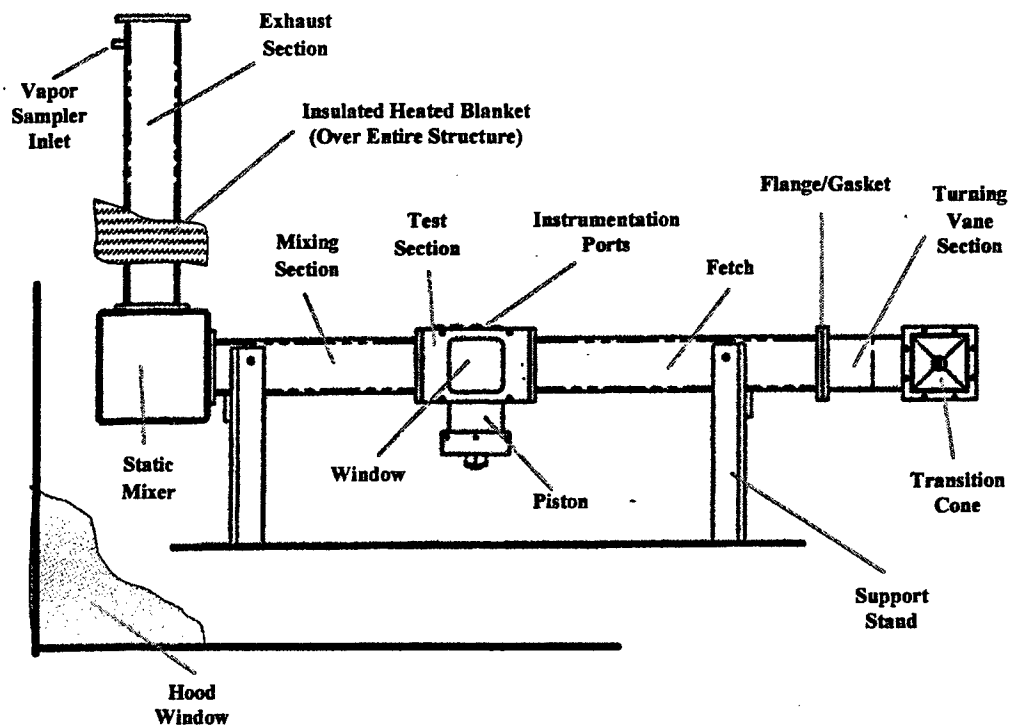 Exhaust
Section
Vapor
Sampler
Inlet
Insulated Heated Blanket
(Over Entire Structure)
Flange/Gasket
Turning
Vane
Section
Test
Section
Instrumentation
Ports
Mixing
Section
Fetch
Static
Mixer
Window
Piston
Transition
Cone
Support
Stand
Hood
Window